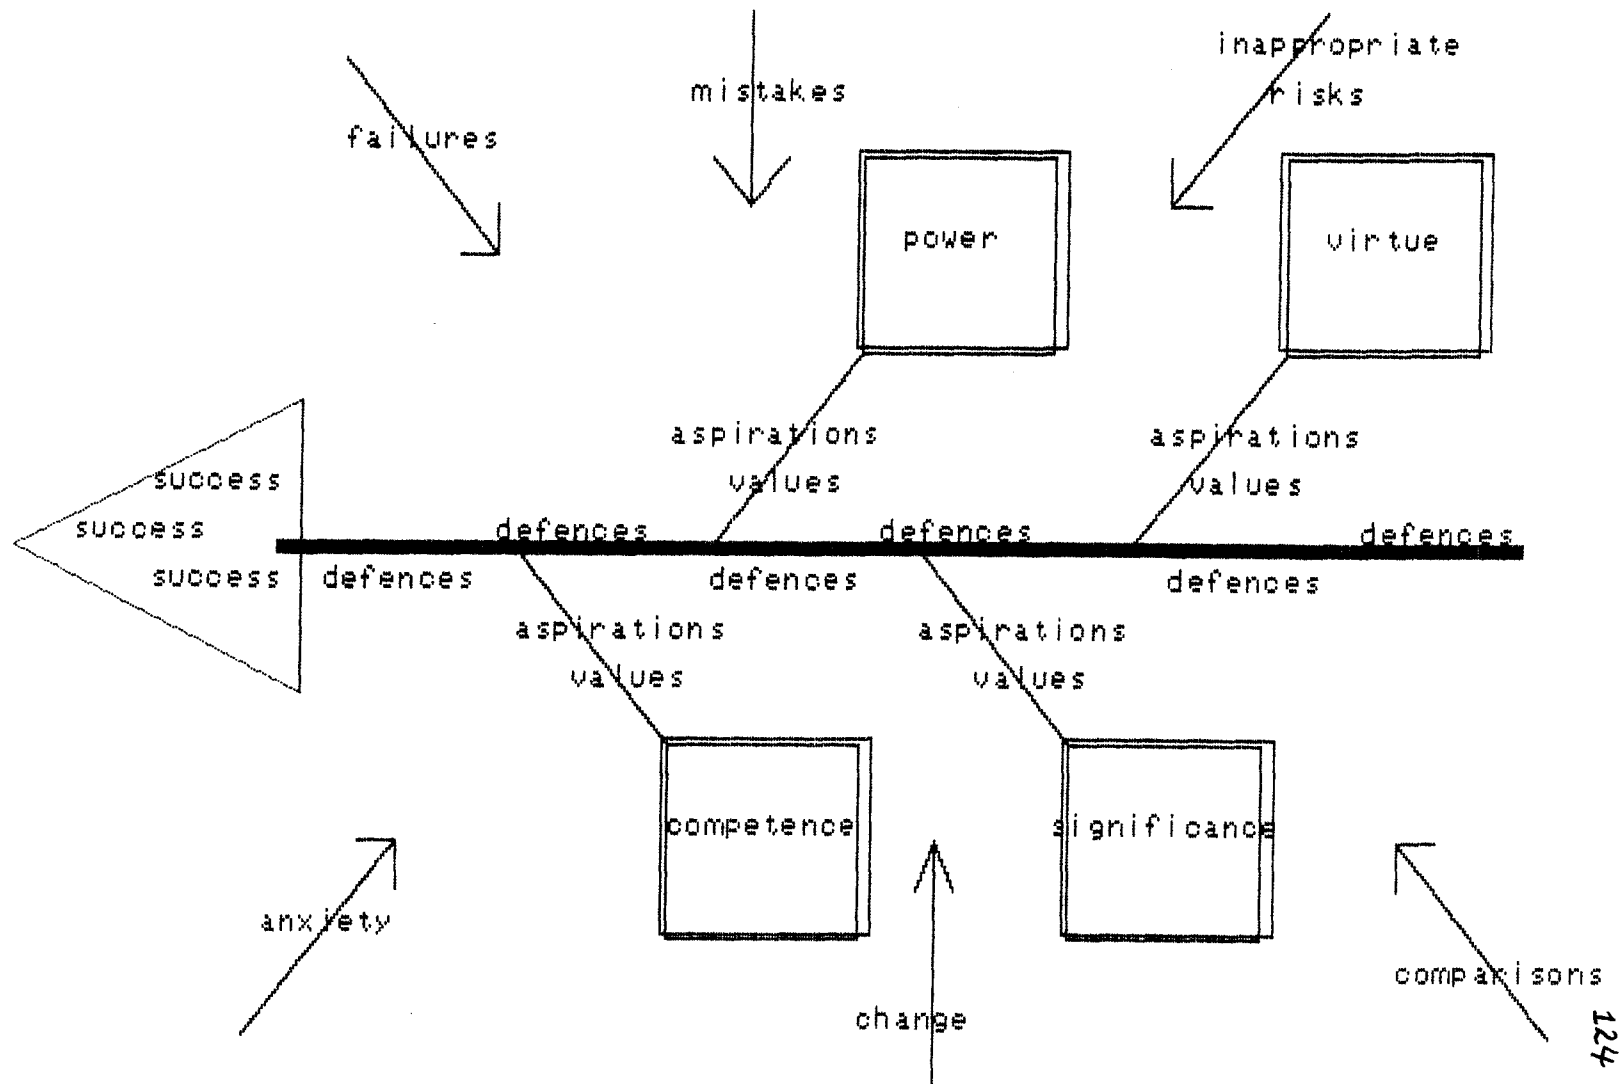 inappropriate
risks
mistakes
failures
power
virtue
aspirations
values
aspirations
values
success
success
success
defences
defences
defences
defences
defences
defences
aspirations
values
aspirations
values
competence
significance
anxiety
change
comparisons
124